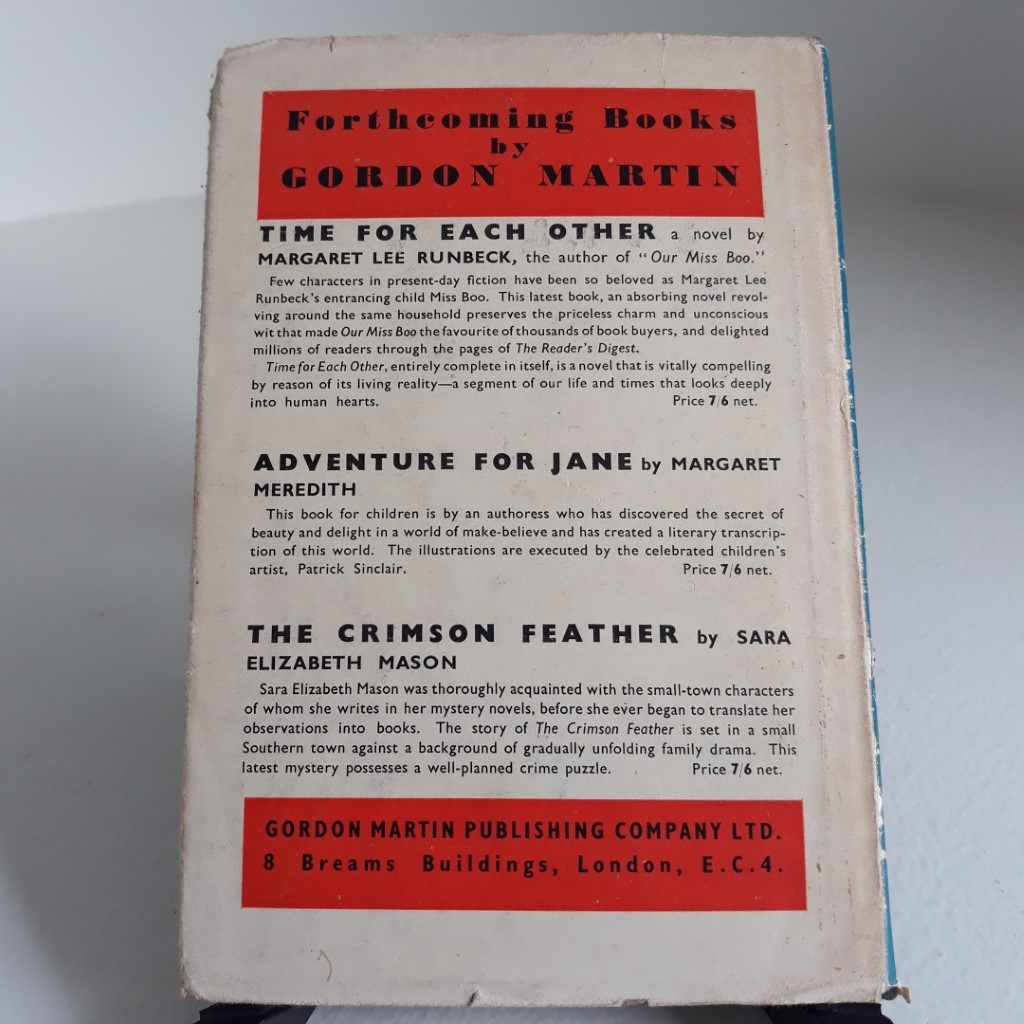 Forthcoming Books
by
GORDON MARTIN
TIME FOR EACH OTHER a novel by
MARGARET LEE RUNBECK, the author of "Our Miss Boo."
Few characters in present-day fiction have been so beloved as Margaret Lee
Runbeck's entrancing child Miss Boo. This latest book, an absorbing novel revol-
ving around the same household preserves the priceless charm and unconscious
wit that made Our Miss Boo the favourite of thousands of book buyers, and delighted
millions of readers through the pages of The Reader's Digest.
Time for Each Other, entirely complete in itself, is a novel that is vitally compelling
by reason of its living reality—a segment of our life and times that looks deeply
into human hearts. Price 7/6 net.
ADVENTURE FOR JANE by MARGARET
MEREDITH
This book for children is by an authoress who has discovered the secret of
beauty and delight in a world of make-believe and has created a literary transcrip-
tion of this world. The illustrations are executed by the celebrated children's
artist, Patrick Sinclair. Price 7/6 net.
THE CRIMSON FEATHER by SARA
ELIZABETH MASON
Sara Elizabeth Mason was thoroughly acquainted with the small-town characters
of whom she writes in her mystery novels, before she ever began to translate her
observations into books. The story of The Crimson Feather is set in a small
Southern town against a background of gradually unfolding family drama. This
latest mystery possesses a well-planned crime puzzle. Price 7/6 net.
GORDON MARTIN PUBLISHING COMPANY LTD.
8 Breams Buildings, London, E.C.4.